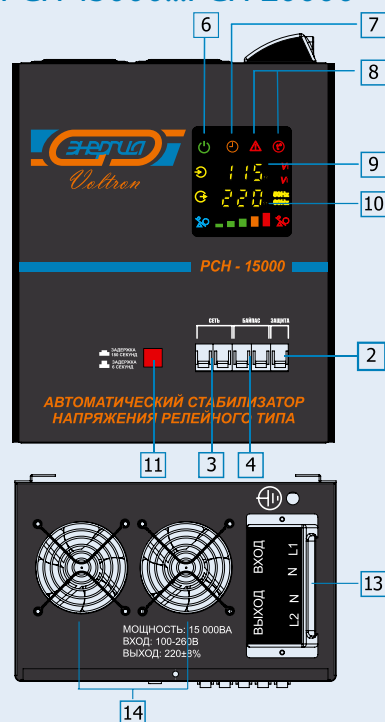 6
7
8
ЭНЕРГИЯ
Voltron
115
V
9
220
V
10
РСН - 15000
СЕТЬ БАЙПАС ЗАЩИТА
ЗАДЕРЖКА
180 СЕКУНД
ЗАДЕРЖКА
6 СЕКУНД
2
АВТОМАТИЧЕСКИЙ СТАБИЛИЗАТОР
НАПРЯЖЕНИЯ РЕЛЕЙНОГО ТИПА
11
3
4
ВЫХОД ВХОД
L2 N N L1
13
МОЩНОСТЬ: 15 000ВА
ВХОД: 100-260В
ВЫХОД: 220±8%
14